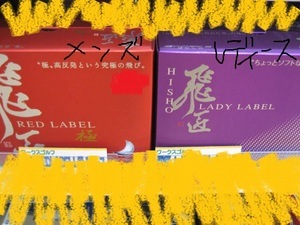 メンズ
レディース
"極、高反発という究極の飛び。
飛匠
RED LABEL
極
"ちょっとソフトな
HISHO
飛匠
LADY LABEL
ワークスゴルフ
ワークスゴルフ